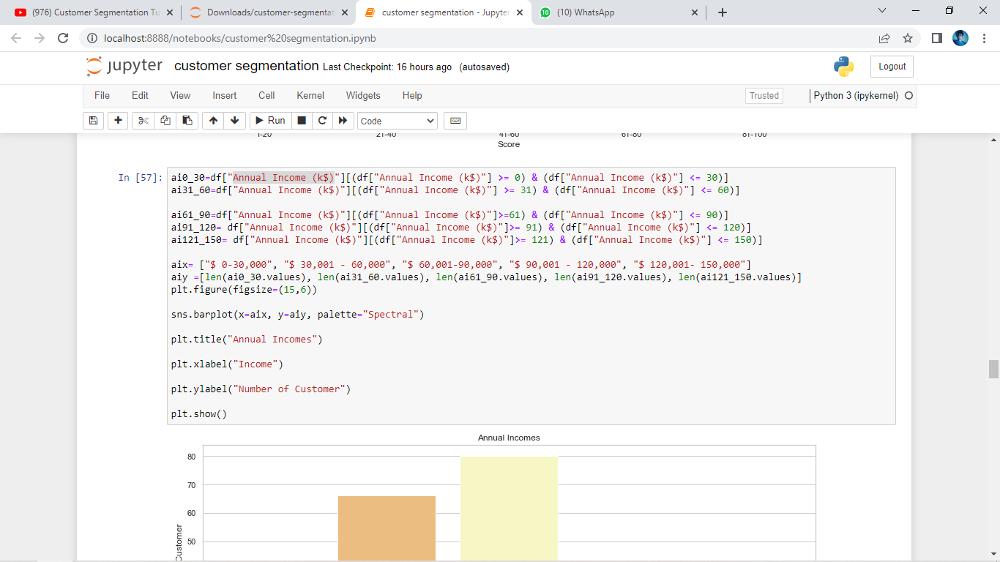 (976) Customer Segmentation Tu
Downloads/customer-segmentat
customer segmentation - Jupyte
10
(10) WhatsApp
localhost:8888/notebooks/customer%20segmentation.ipynb
jupyter customer segmentation Last Checkpoint: 16 hours ago (autosaved)
Logout
File Edit View Insert Cell Kernel Widgets Help
Trusted
Python 3 (ipykernel)
Run
Code
1-20 21-40 41-60 61-80 81-100
Score
In [57]:
ai0_30=df["Annual Income (k$)"][(df["Annual Income (k$)"] >= 0) & (df["Annual Income (k$)"] <= 30)]
ai31_60=df["Annual Income (k$)"][(df["Annual Income (k$)"] >= 31) & (df["Annual Income (k$)"] <= 60)]
ai61_90=df["Annual Income (k$)"][(df["Annual Income (k$)"]>=61) & (df["Annual Income (k$)"] <= 90)]
ai91_120= df["Annual Income (k$)"][(df["Annual Income (k$)"]>= 91) & (df["Annual Income (k$)"] <= 120)]
ai121_150= df["Annual Income (k$)"][(df["Annual Income (k$)"]>= 121) & (df["Annual Income (k$)"] <= 150)]
aix= ["$ 0-30,000", "$ 30,001 - 60,000", "$ 60,001-90,000", "$ 90,001 - 120,000", "$ 120,001- 150,000"]
aiy =[len(ai0_30.values), len(ai31_60.values), len(ai61_90.values), len(ai91_120.values), len(ai121_150.values)]
plt.figure(figsize=(15,6))
sns.barplot(x=aix, y=aiy, palette="Spectral")
plt.title("Annual Incomes")
plt.xlabel("Income")
plt.ylabel("Number of Customer")
plt.show()
Annual Incomes
80
70
60
50
Customer